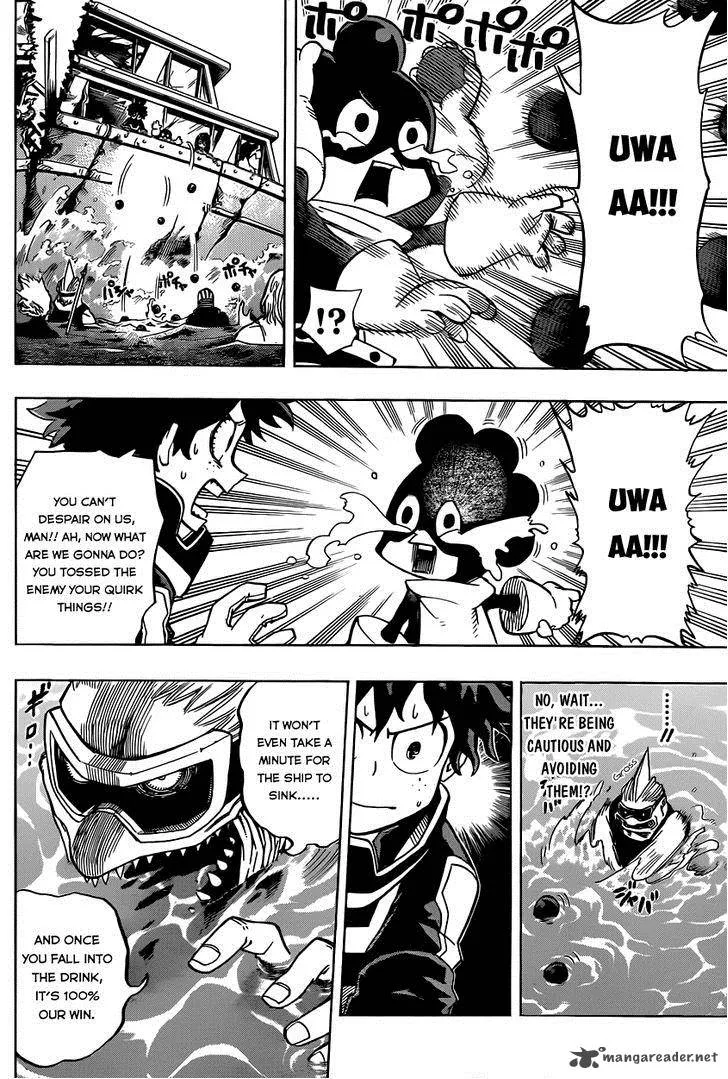 ポポポポ
UWA
AA!!!
!?
ポチャ
ポチャ
UWA
AA!!!
YOU CAN'T
DESPAIR ON US,
MAN!! AH, NOW WHAT
ARE WE GONNA DO?
YOU TOSSED THE
ENEMY YOUR QUIRK
THINGS!!
NO, WAIT...
THEY'RE BEING
CAUTIOUS AND
AVOIDING
THEM!?
GROSS
ギロ...
IT WON'T
EVEN TAKE A
MINUTE FOR
THE SHIP TO
SINK.....
AND ONCE
YOU FALL INTO
THE DRINK,
IT'S 100%
OUR WIN.
mangareader.net